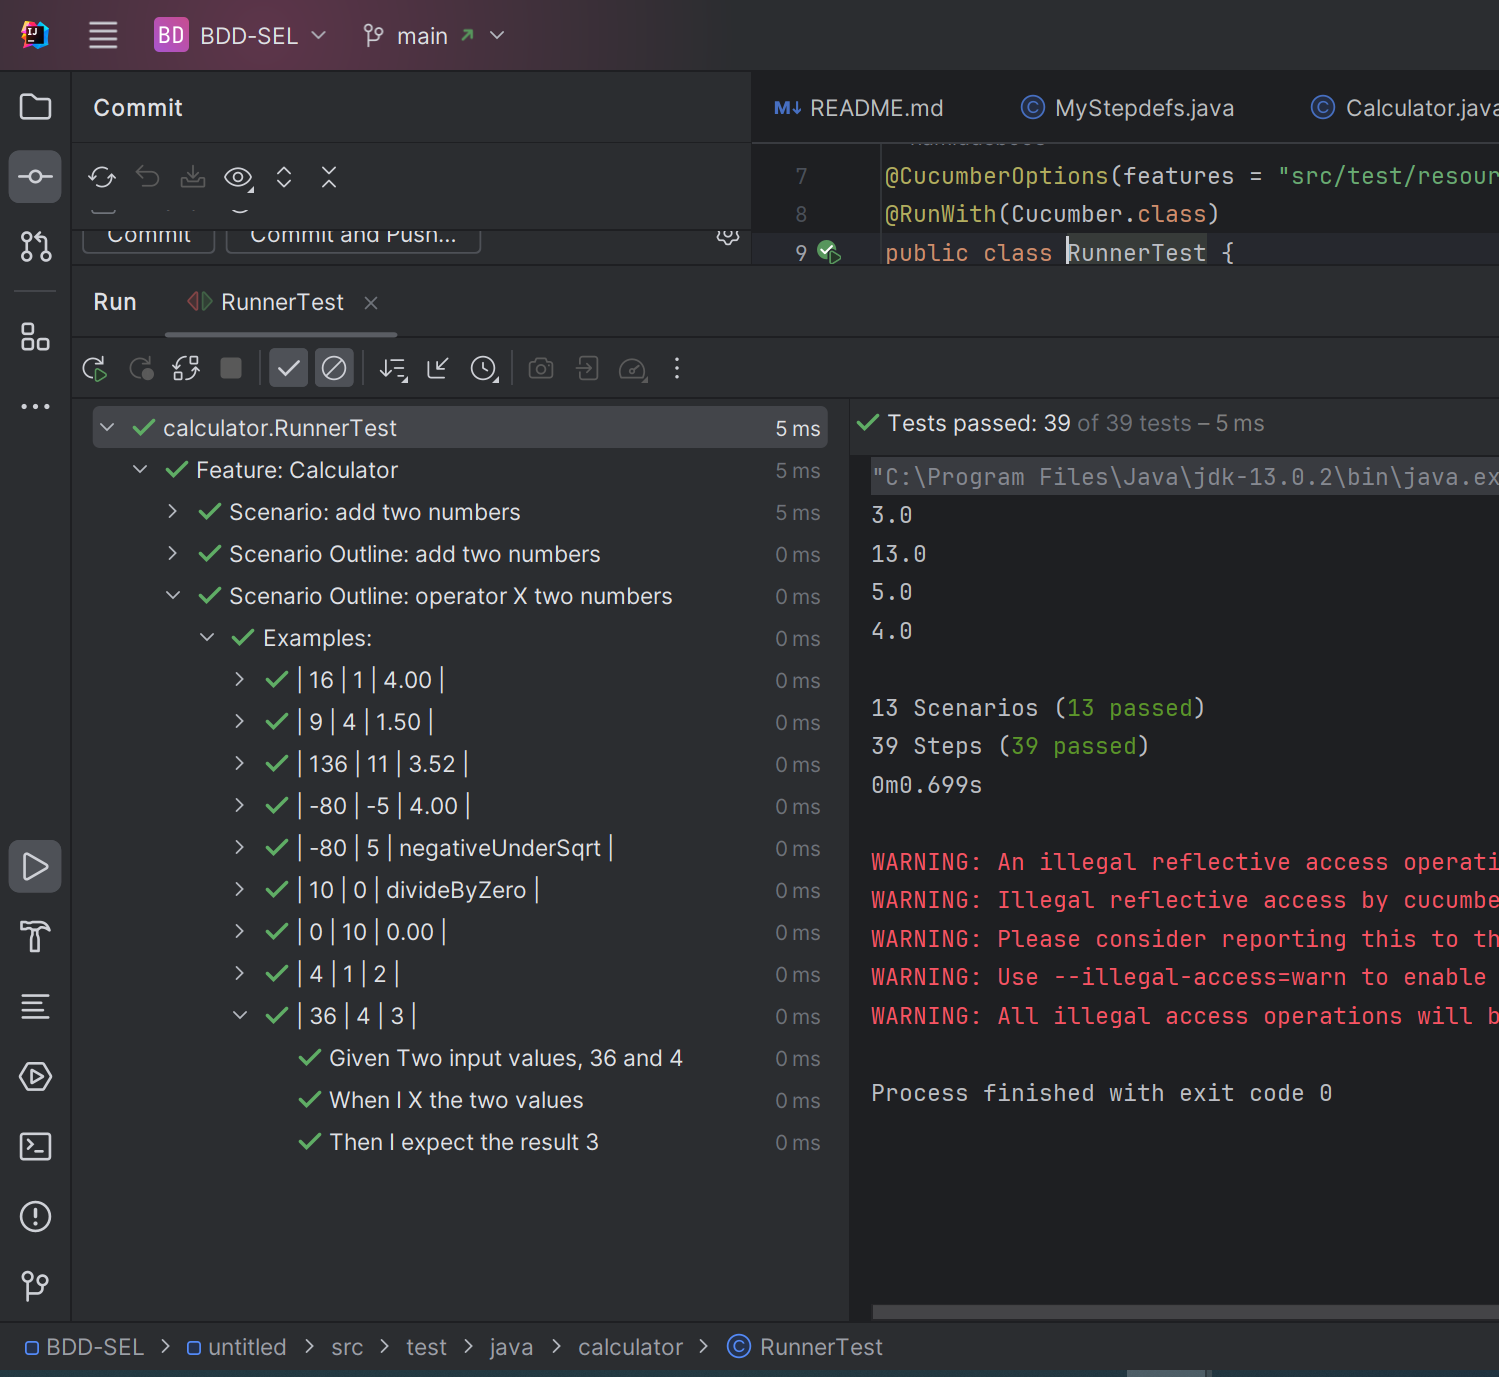 BD BDD-SEL main
Commit
README.md MyStepdefs.java Calculator.java
7 @CucumberOptions(features = "src/test/resour
8 @RunWith(Cucumber.class)
Commit Commit and Push...
9 public class RunnerTest {
Run RunnerTest
calculator.RunnerTest 5 ms
Feature: Calculator 5 ms
Scenario: add two numbers 5 ms
Scenario Outline: add two numbers 0 ms
Scenario Outline: operator X two numbers 0 ms
Examples: 0 ms
| 16 | 1 | 4.00 | 0 ms
| 9 | 4 | 1.50 | 0 ms
| 136 | 11 | 3.52 | 0 ms
| -80 | -5 | 4.00 | 0 ms
| -80 | 5 | negativeUnderSqrt | 0 ms
| 10 | 0 | divideByZero | 0 ms
| 0 | 10 | 0.00 | 0 ms
| 4 | 1 | 2 | 0 ms
| 36 | 4 | 3 | 0 ms
Given Two input values, 36 and 4 0 ms
When I X the two values 0 ms
Then I expect the result 3 0 ms
Tests passed: 39 of 39 tests – 5 ms
"C:\Program Files\Java\jdk-13.0.2\bin\java.ex
3.0
13.0
5.0
4.0
13 Scenarios (13 passed)
39 Steps (39 passed)
0m0.699s
WARNING: An illegal reflective access operati
WARNING: Illegal reflective access by cucumbe
WARNING: Please consider reporting this to th
WARNING: Use --illegal-access=warn to enable
WARNING: All illegal access operations will b
Process finished with exit code 0
BDD-SEL > untitled > src > test > java > calculator > RunnerTest